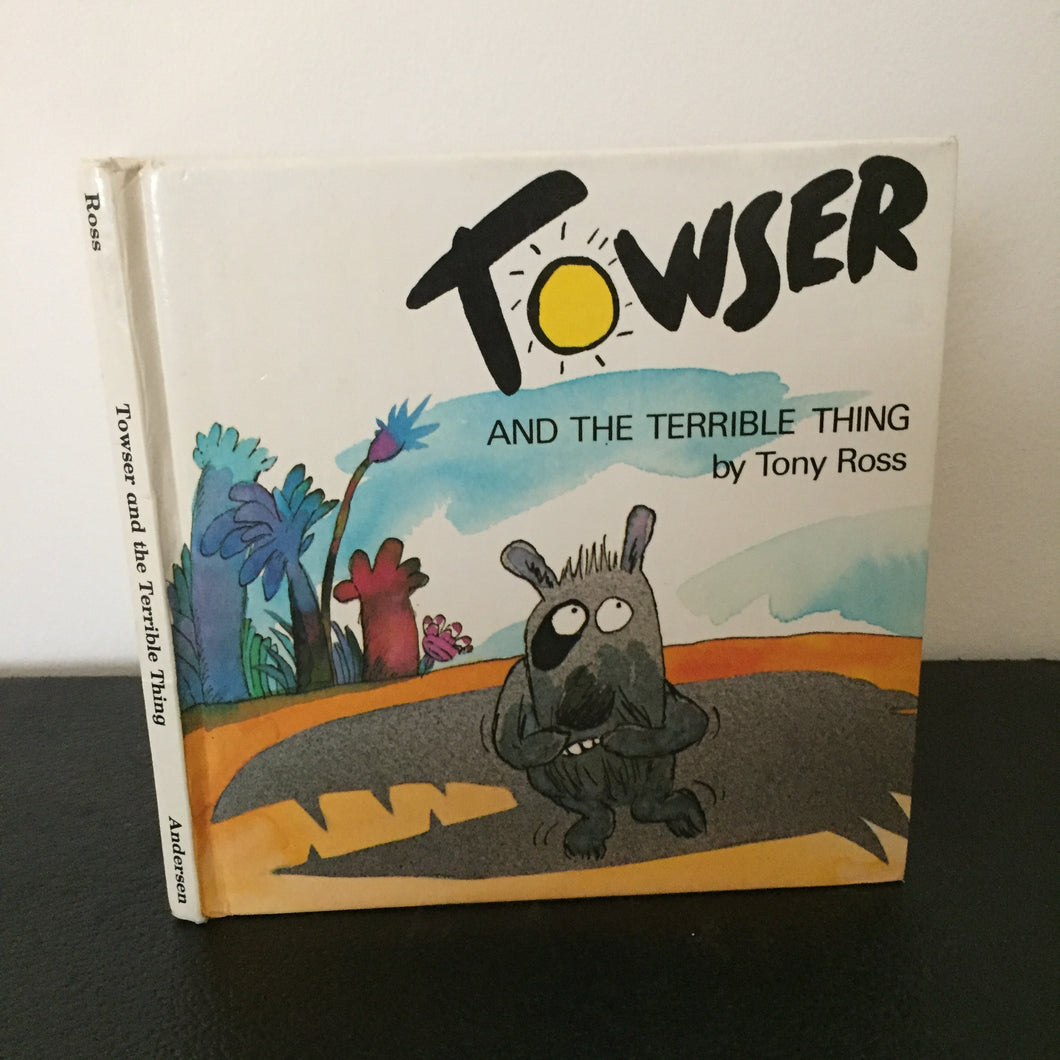 Ross
Towser and the Terrible Thing
Andersen
TOWSER
AND THE TERRIBLE THING
by Tony Ross